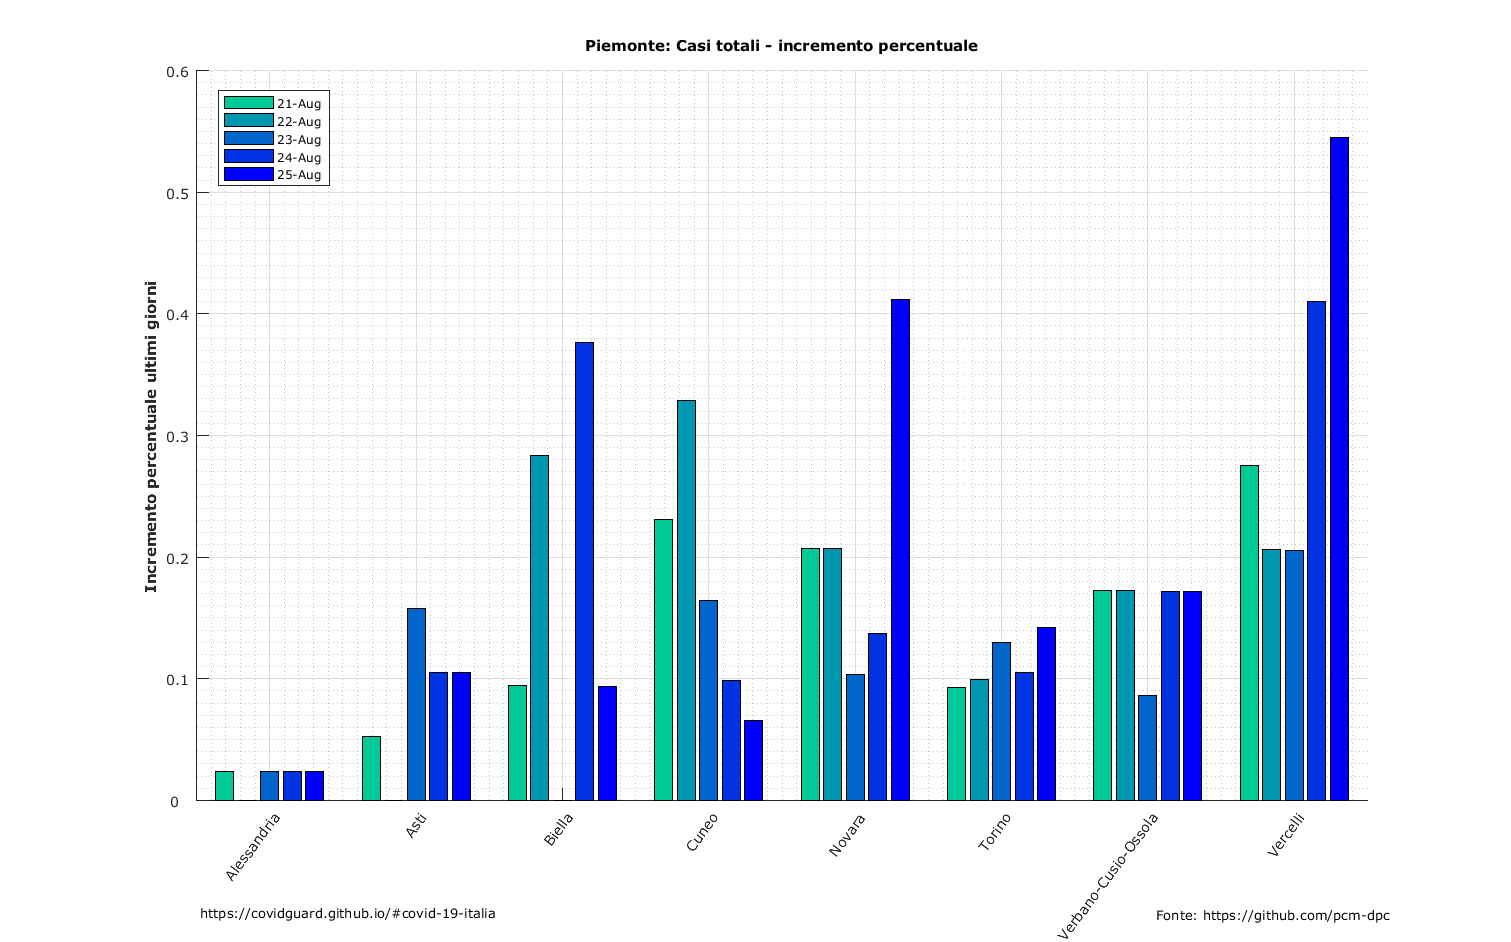 Piemonte: Casi totali - incremento percentuale
0.6
0.5
0.4
0.3
0.2
0.1
0
Incremento percentuale ultimi giorni
21-Aug
22-Aug
23-Aug
24-Aug
25-Aug
Alessandria
Asti
Biella
Cuneo
Novara
Torino
Verbano-Cusio-Ossola
Vercelli
https://covidguard.github.io/#covid-19-italia
Fonte: https://github.com/pcm-dpc